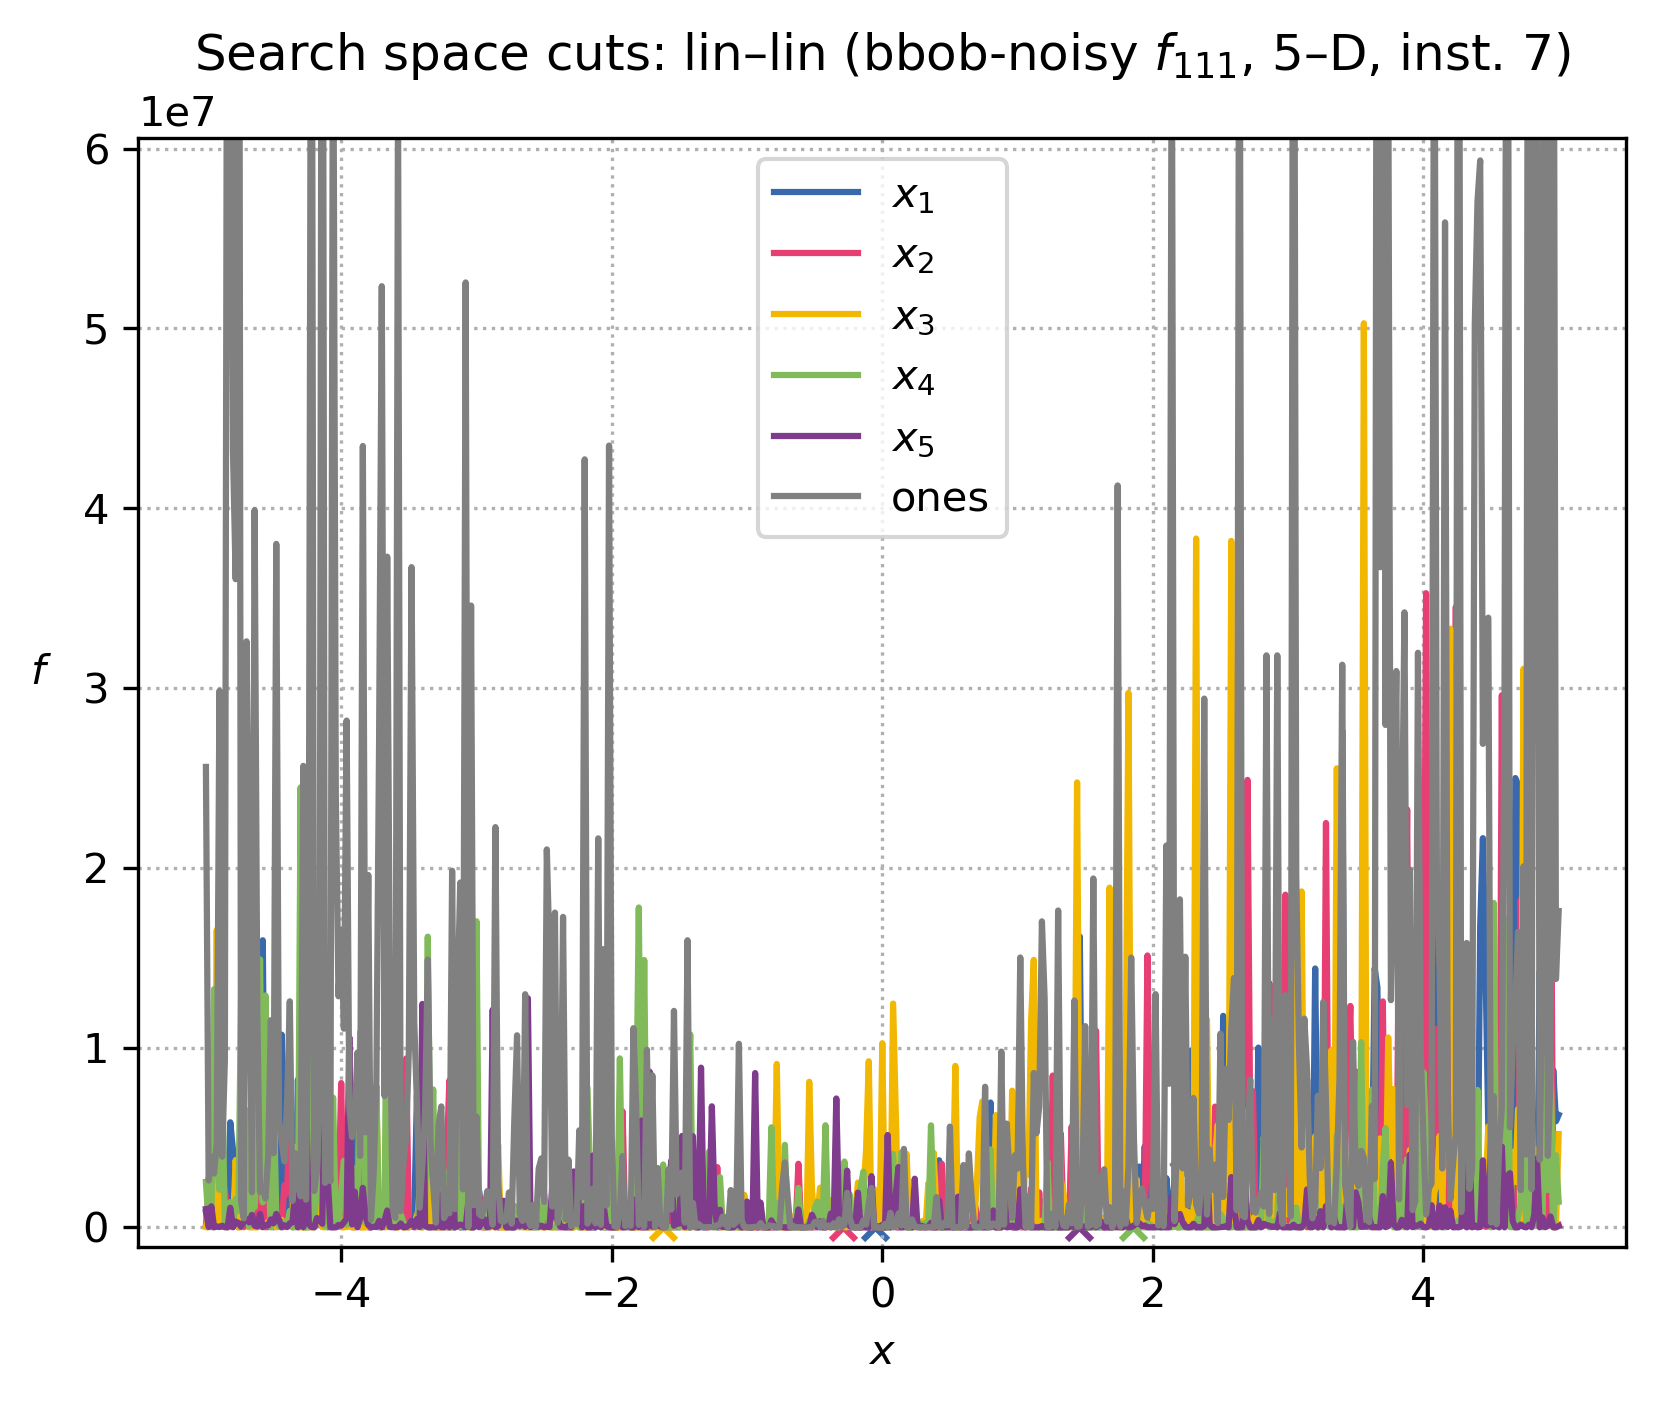 Search space cuts: lin–lin (bbob-noisy f₁₁₁, 5–D, inst. 7)
1e7
6
5
4
3
2
1
0
f
x₁
x₂
x₃
x₄
x₅
ones
−4 −2 0 2 4
x